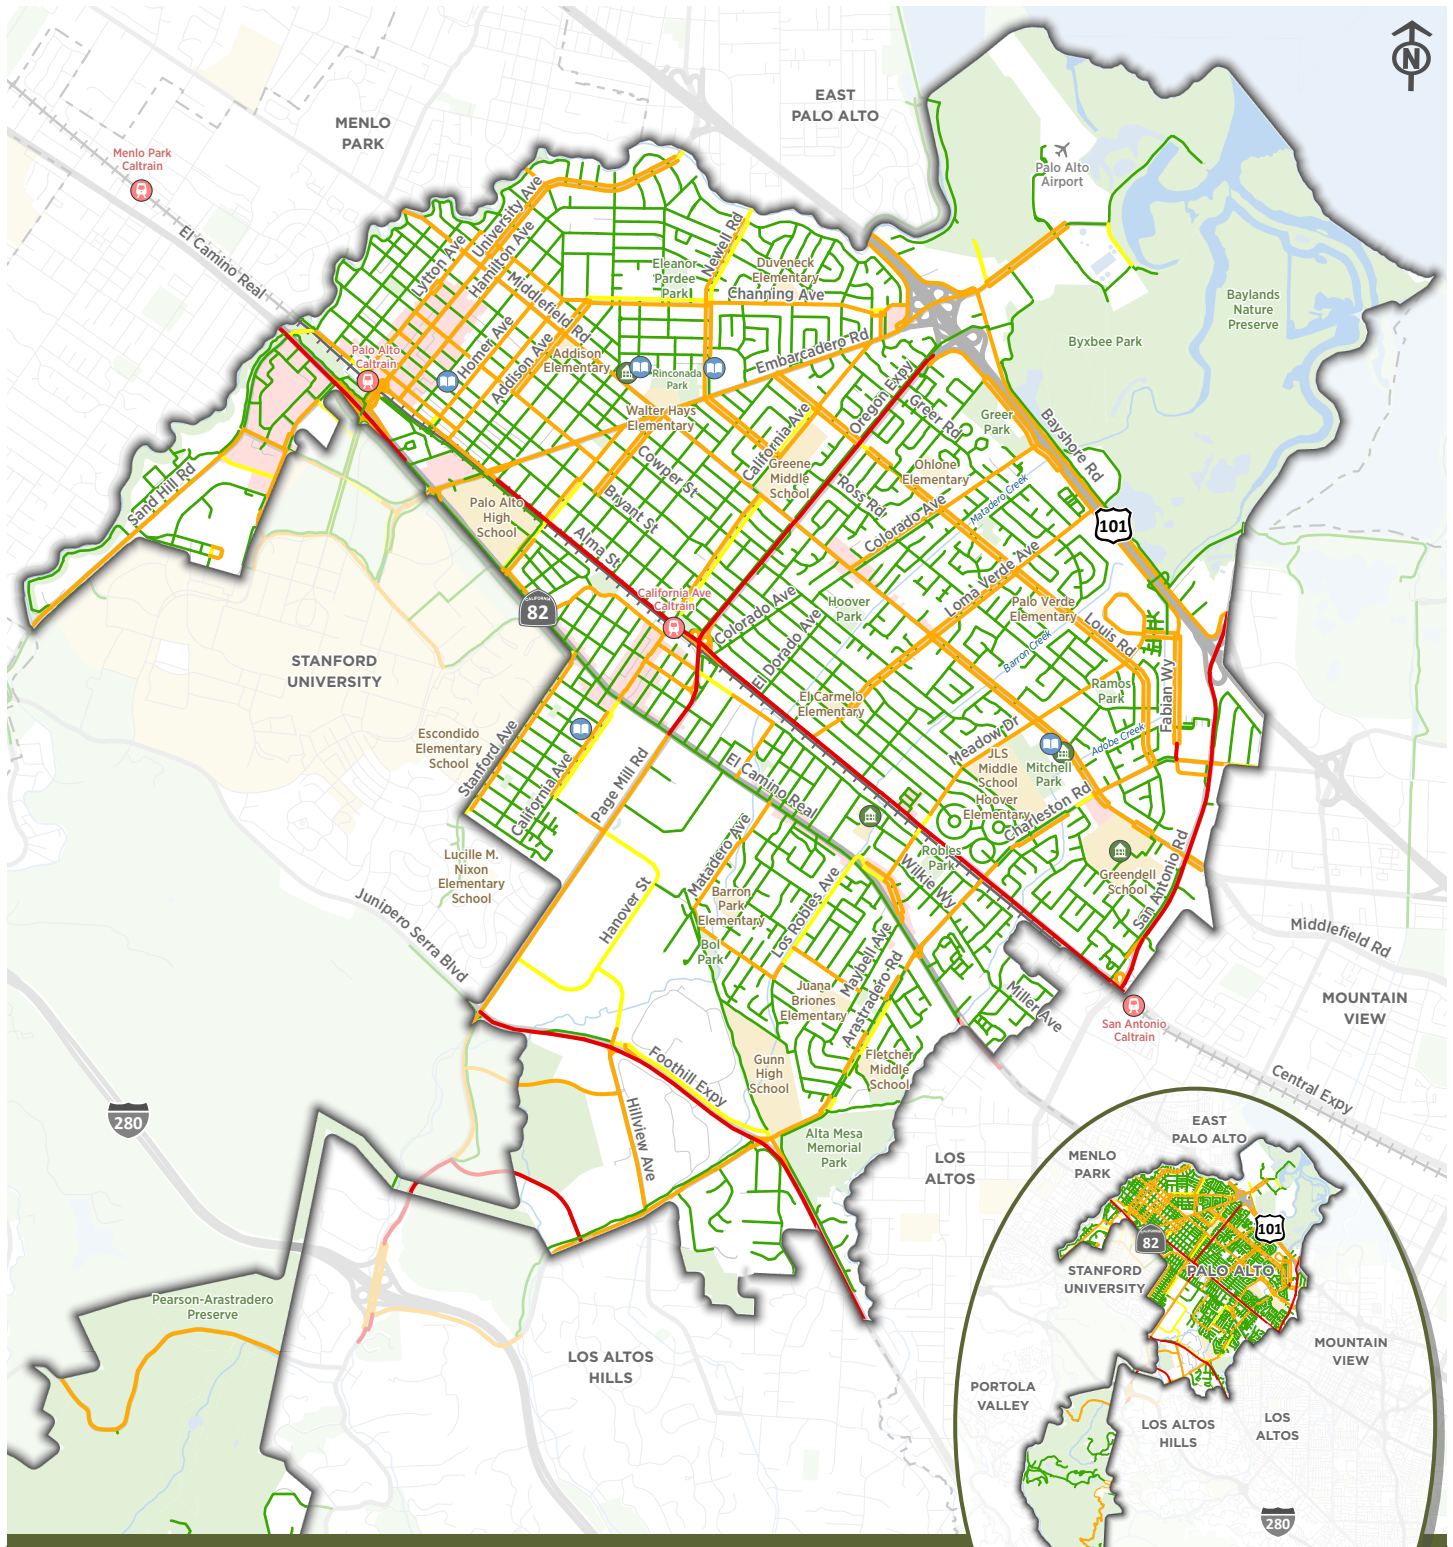 N
EAST
PALO ALTO
MENLO
PARK
Menlo Park
Caltrain
Palo Alto
Airport
El Camino Real
University Ave
Lytton Ave
Hamilton Ave
Newell Rd
Eleanor
Pardee
Park
Duveneck
Elementary
Channing Ave
Middlefield Rd
Baylands
Nature
Preserve
Byxbee Park
Palo Alto
Caltrain
Homer Ave
Addison Ave
Addison
Elementary
Embarcadero Rd
Rinconada
Park
Oregon Expy
Walter Hays
Elementary
California Ave
Greer Rd
Greer
Park
Bayshore Rd
Cowper St
Greene
Middle
School
Ohlone
Elementary
Sand Hill Rd
Bryant St
Ross Rd
Matadero Creek
Palo Alto
High
School
Colorado Ave
101
Alma St
Loma Verde Ave
California Ave
Caltrain
82
CALIFORNIA
Hoover
Park
Palo Verde
Elementary
Colorado Ave
El Dorado Ave
Louis Rd
Barron Creek
STANFORD
UNIVERSITY
El Carmelo
Elementary
Ramos
Park
Fabian Wy
Escondido
Elementary
School
Stanford Ave
Meadow Dr
Adobe Creek
JLS
Middle
School
Mitchell
Park
California Ave
Page Mill Rd
El Camino Real
Hoover
Elementary
Charleston Rd
Lucille M.
Nixon
Elementary
School
Matadero Ave
Robles
Park
Wilkie Wy
Greendell
School
San Antonio Rd
Hanover St
Barron
Park
Elementary
Los Robles Ave
Junipero Serra Blvd
Bol
Park
Maybell Ave
Arastradero Rd
Middlefield Rd
Juana
Briones
Elementary
Miller Ave
MOUNTAIN
VIEW
San Antonio
Caltrain
Foothill Expy
Gunn
High
School
Fletcher
Middle
School
Central Expy
280
Hillview Ave
Alta Mesa
Memorial
Park
LOS
ALTOS
Pearson-Arastradero
Preserve
LOS ALTOS
HILLS
EAST
PALO ALTO
MENLO
PARK
101
82
STANFORD
UNIVERSITY
PALO ALTO
MOUNTAIN
VIEW
PORTOLA
VALLEY
LOS ALTOS
HILLS
LOS
ALTOS
280